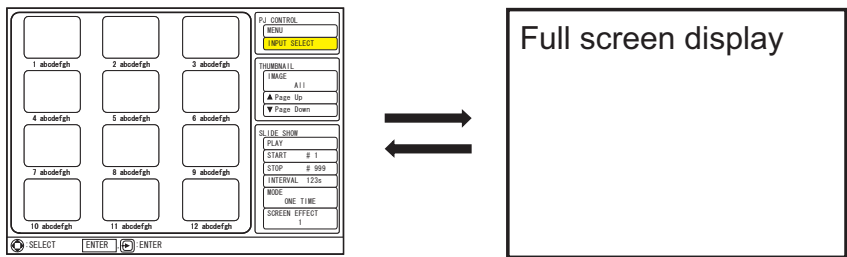 1 abcdefgh
2 abcdefgh
3 abcdefgh
4 abcdefgh
5 abcdefgh
6 abcdefgh
7 abcdefgh
8 abcdefgh
9 abcdefgh
10 abcdefgh
11 abcdefgh
12 abcdefgh
PJ CONTROL
MENU
INPUT SELECT
THUMBNAIL
IMAGE
All
▲ Page Up
▼ Page Down
SLIDE SHOW
PLAY
START # 1
STOP # 999
INTERVAL 123s
MODE
ONE TIME
SCREEN EFFECT
1
:SELECT ENTER , :ENTER
Full screen display